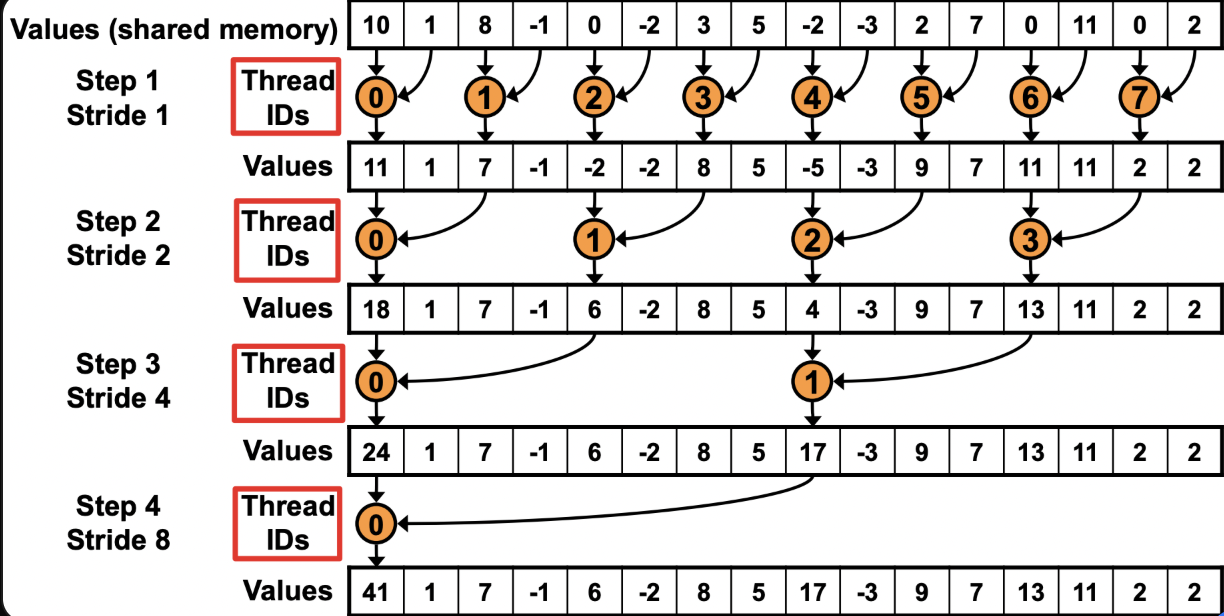 Values (shared memory) 10 1 8 -1 0 -2 3 5 -2 -3 2 7 0 11 0 2
Step 1
Stride 1
Thread
IDs
0 1 2 3 4 5 6 7
Values 11 1 7 -1 -2 -2 8 5 -5 -3 9 7 11 11 2 2
Step 2
Stride 2
Thread
IDs
0 1 2 3
Values 18 1 7 -1 6 -2 8 5 4 -3 9 7 13 11 2 2
Step 3
Stride 4
Thread
IDs
0 1
Values 24 1 7 -1 6 -2 8 5 17 -3 9 7 13 11 2 2
Step 4
Stride 8
Thread
IDs
0
Values 41 1 7 -1 6 -2 8 5 17 -3 9 7 13 11 2 2